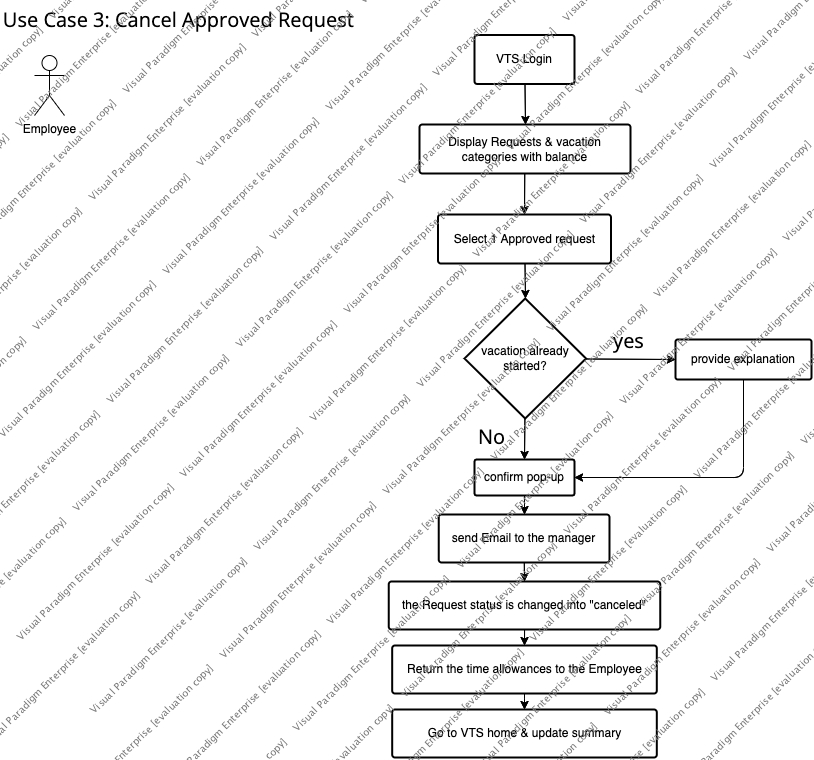 Use Case 3: Cancel Approved Request
Employee
VTS Login
Display Requests & vacation
categories with balance
Select 1 Approved request
vacation already
started?
yes
provide explanation
No
confirm pop-up
send Email to the manager
the Request status is changed into "canceled"
Return the time allowances to the Employee
Go to VTS home & update summary
Visual Paradigm Enterprise [evaluation copy]